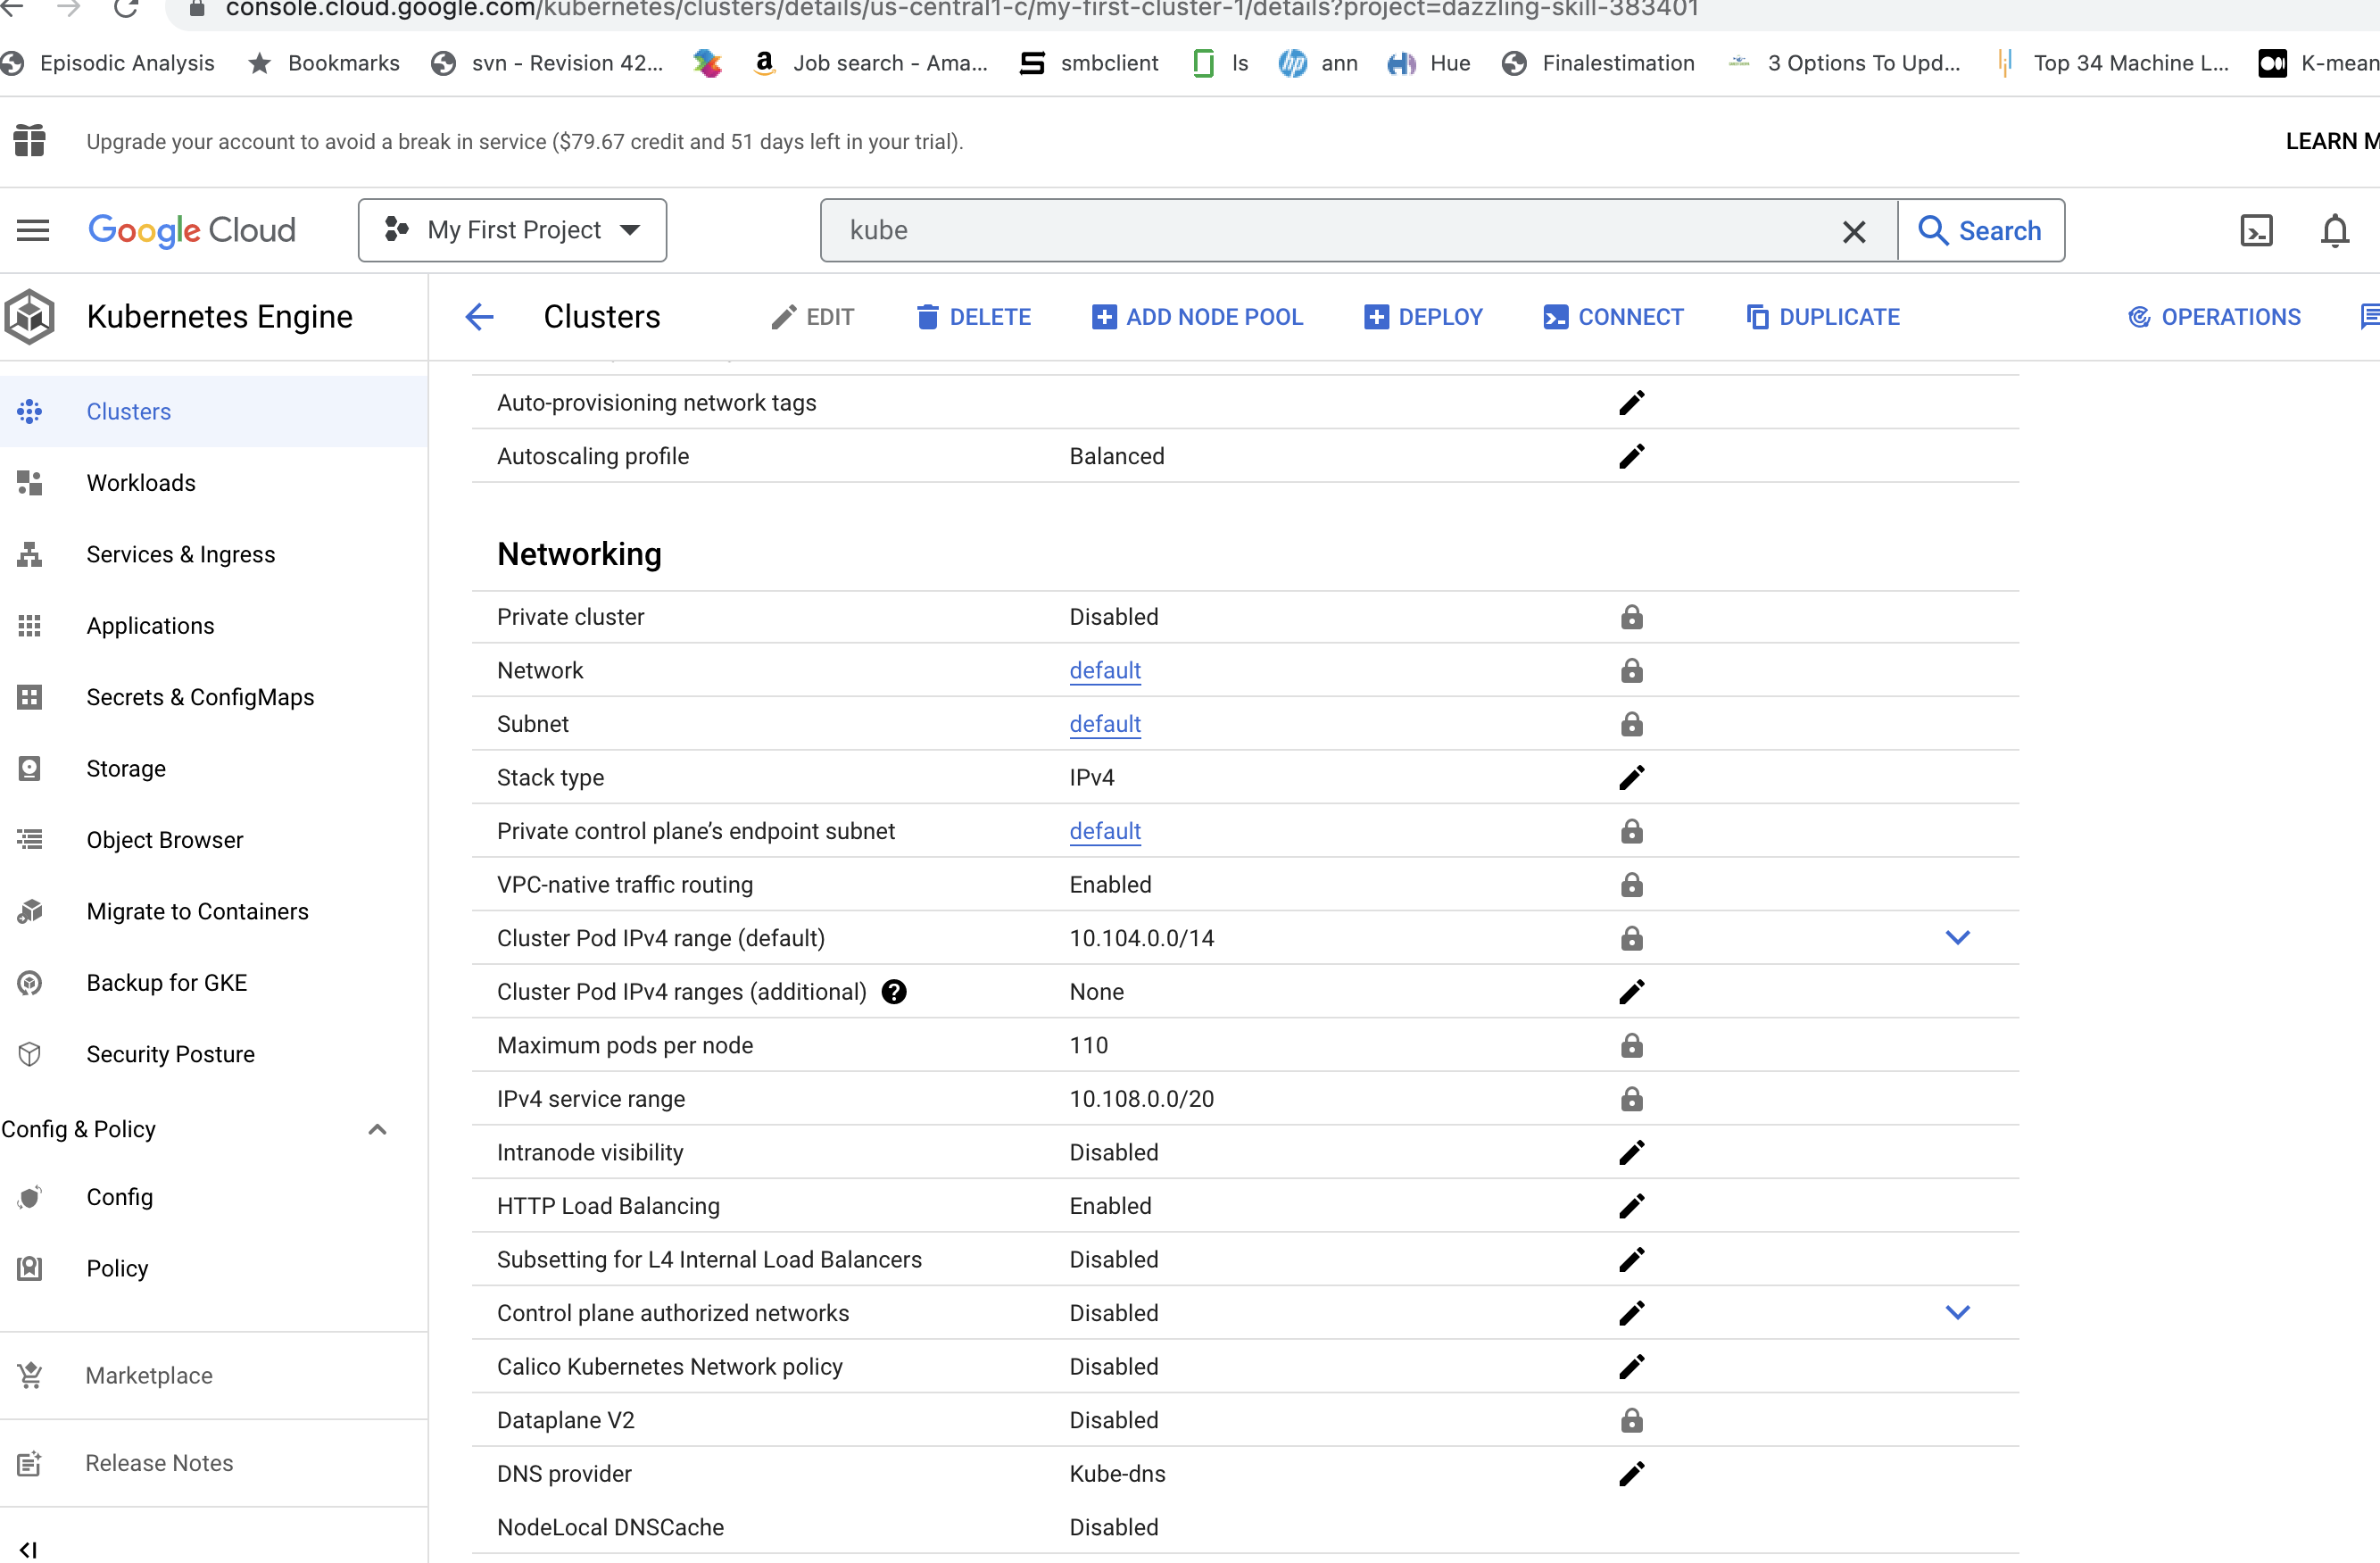 console.cloud.google.com/kubernetes/clusters/details/us-central1-c/my-first-cluster-1/details?project=dazzling-skill-383401
Episodic Analysis Bookmarks svn - Revision 42... Job search - Ama... smbclient ls ann Hue Finalestimation 3 Options To Upd... Top 34 Machine L... K-mean
Upgrade your account to avoid a break in service ($79.67 credit and 51 days left in your trial). LEARN M
Google Cloud My First Project kube Search
Kubernetes Engine
Clusters EDIT DELETE ADD NODE POOL DEPLOY CONNECT DUPLICATE OPERATIONS
Clusters
Workloads
Services & Ingress
Applications
Secrets & ConfigMaps
Storage
Object Browser
Migrate to Containers
Backup for GKE
Security Posture
Config & Policy
Config
Policy
Marketplace
Release Notes
Auto-provisioning network tags
Autoscaling profile Balanced
Networking
Private cluster Disabled
Network default
Subnet default
Stack type IPv4
Private control plane’s endpoint subnet default
VPC-native traffic routing Enabled
Cluster Pod IPv4 range (default) 10.104.0.0/14
Cluster Pod IPv4 ranges (additional) None
Maximum pods per node 110
IPv4 service range 10.108.0.0/20
Intranode visibility Disabled
HTTP Load Balancing Enabled
Subsetting for L4 Internal Load Balancers Disabled
Control plane authorized networks Disabled
Calico Kubernetes Network policy Disabled
Dataplane V2 Disabled
DNS provider Kube-dns
NodeLocal DNSCache Disabled